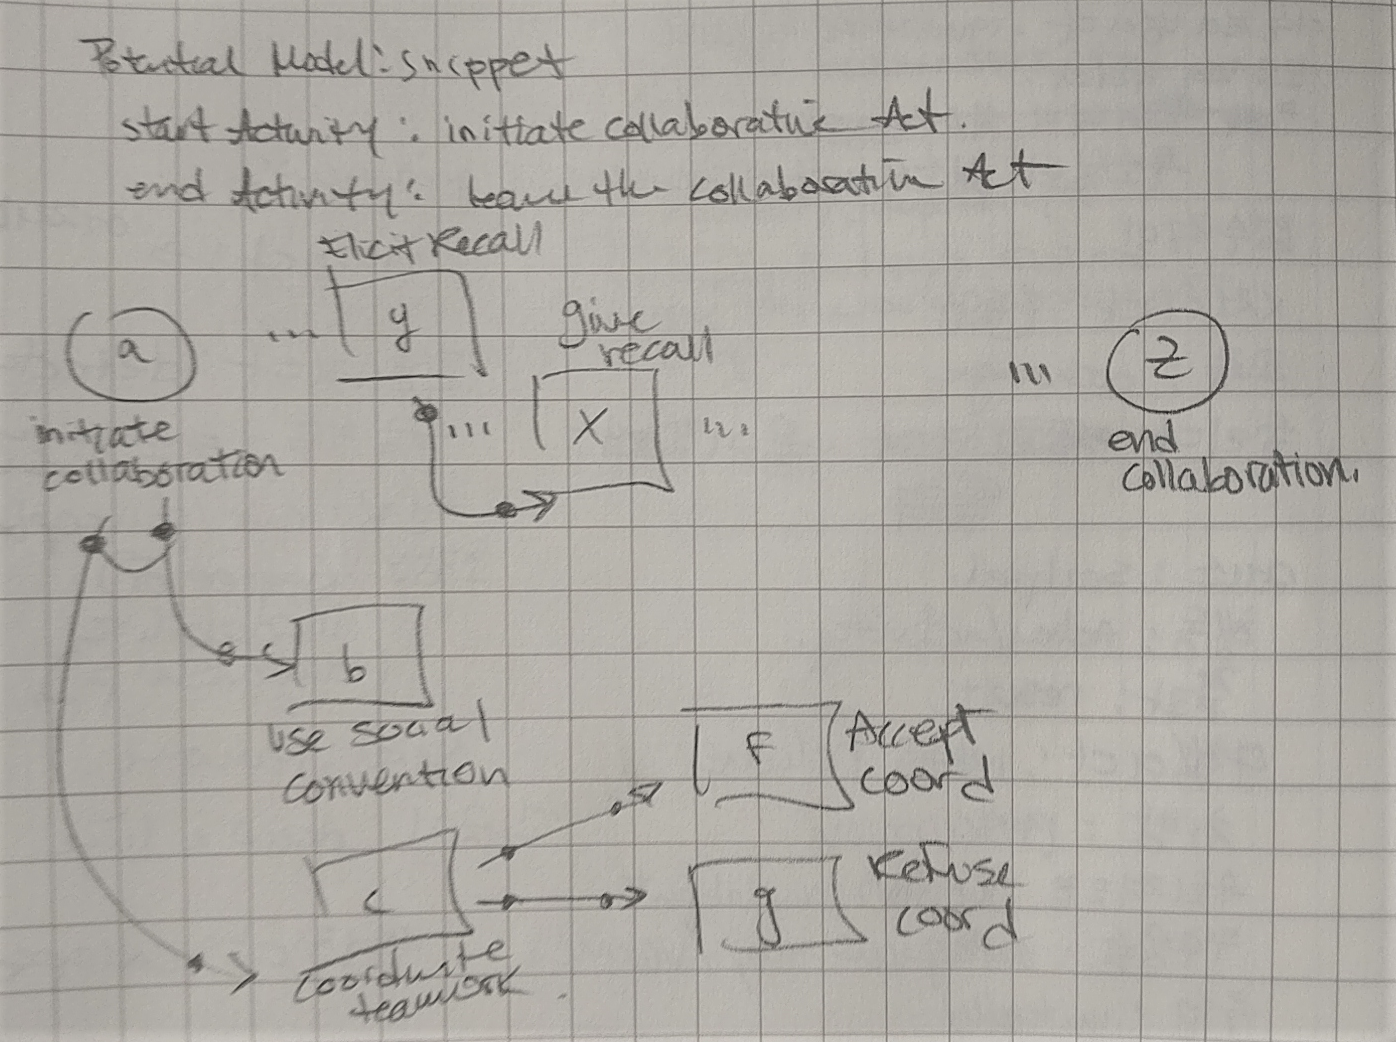 Potential Model: snippet
start Activity: initiate collaborative Act.
end Activity: leave the collaborative Act
Elicit Recall
y
give
recall
a
...
...
X
...
...
Z
initiate
collaboration
end
collaboration.
b
use social
convention
F
Accept
coord
c
g
Refuse
coord
coordinate
teamwork